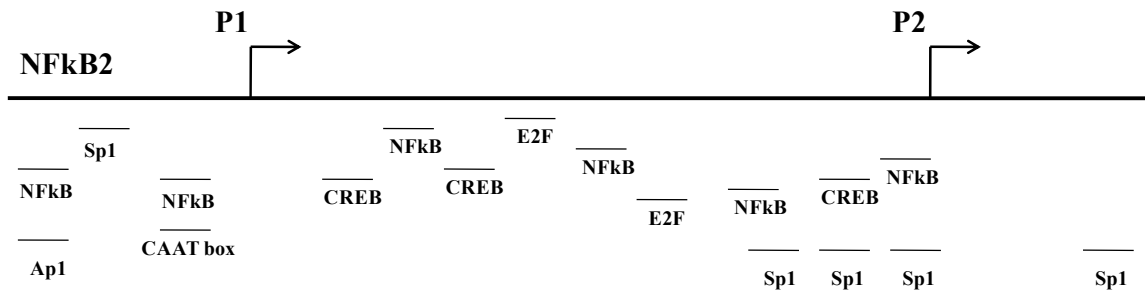 P1
P2
NFkB2
E2F
Sp1
NFkB
NFkB
NFkB
NFkB
NFkB
CREB
CREB
CREB
NFkB
E2F
NFkB
CAAT box
Ap1
Sp1
Sp1
Sp1
Sp1